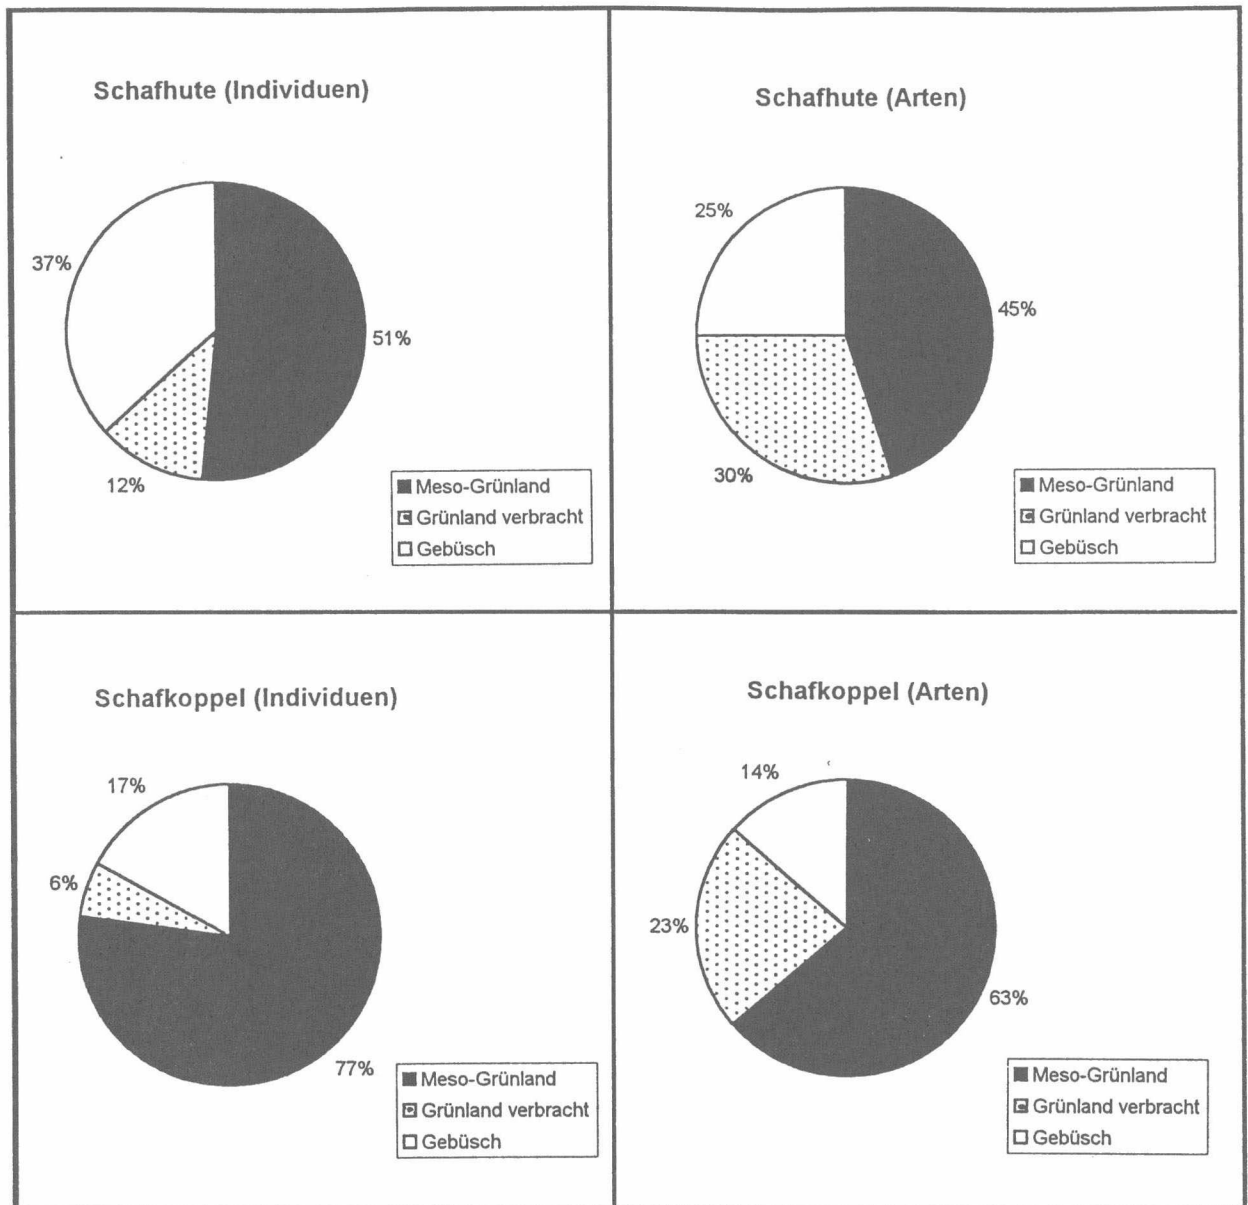 Schafhute (Individuen)
37%
51%
12%
Meso-Grünland
Grünland verbracht
Gebüsch
Schafhute (Arten)
25%
45%
30%
Meso-Grünland
Grünland verbracht
Gebüsch
Schafkoppel (Individuen)
17%
6%
77%
Meso-Grünland
Grünland verbracht
Gebüsch
Schafkoppel (Arten)
14%
23%
63%
Meso-Grünland
Grünland verbracht
Gebüsch